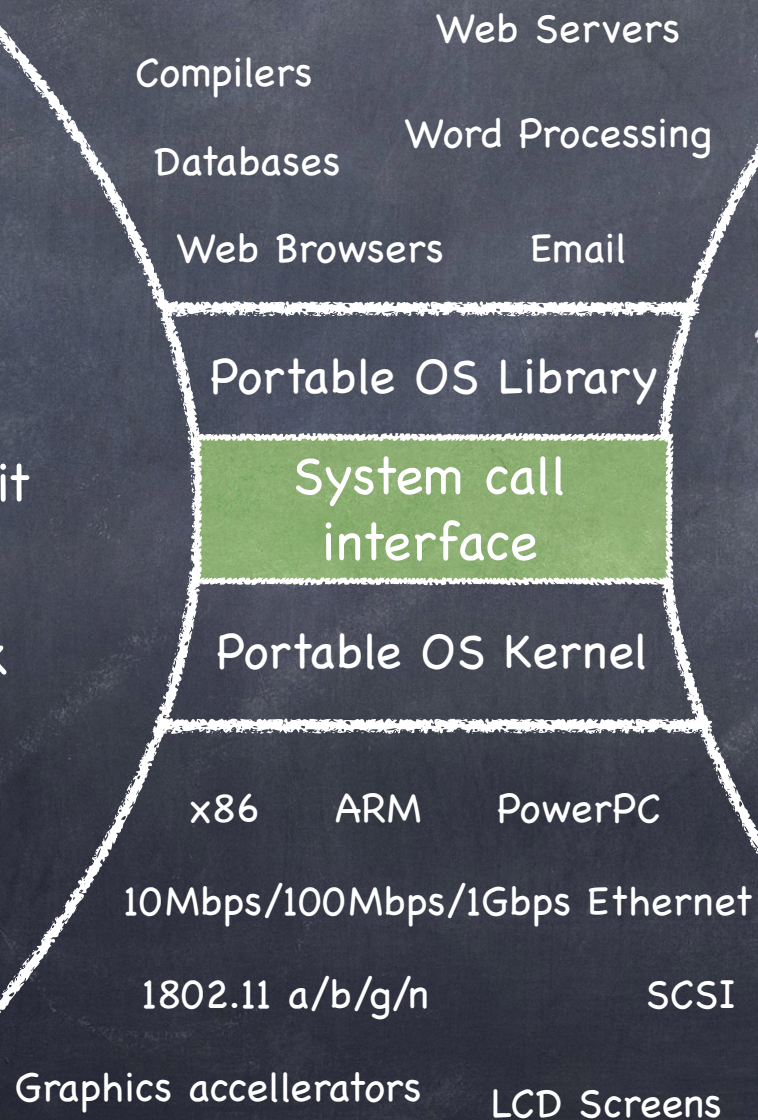 Web Servers
Compilers
Word Processing
Databases
Web Browsers Email
Portable OS Library
it
System call
interface
Portable OS Kernel
x86 ARM PowerPC
10Mbps/100Mbps/1Gbps Ethernet
1802.11 a/b/g/n SCSI
Graphics accellerators
LCD Screens